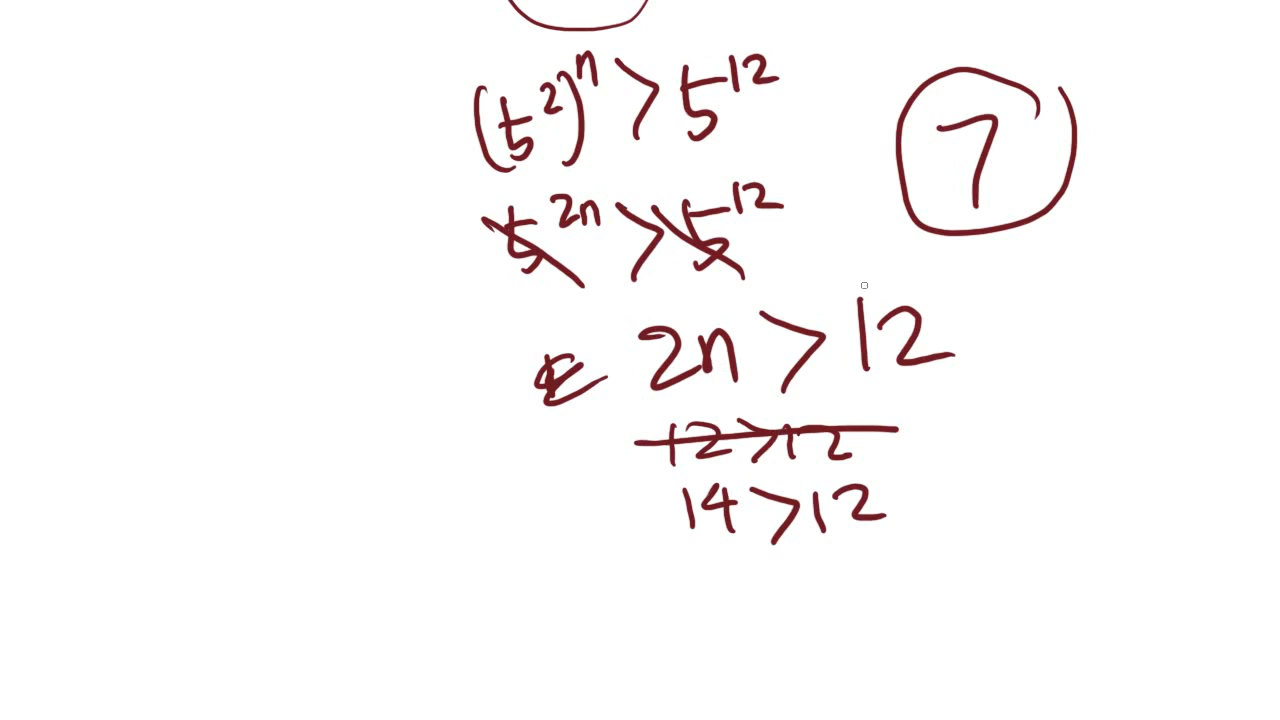 (5²)ⁿ > 5¹²
7
5²ⁿ > 5¹²
2n > 12
12 > 12
14 > 12